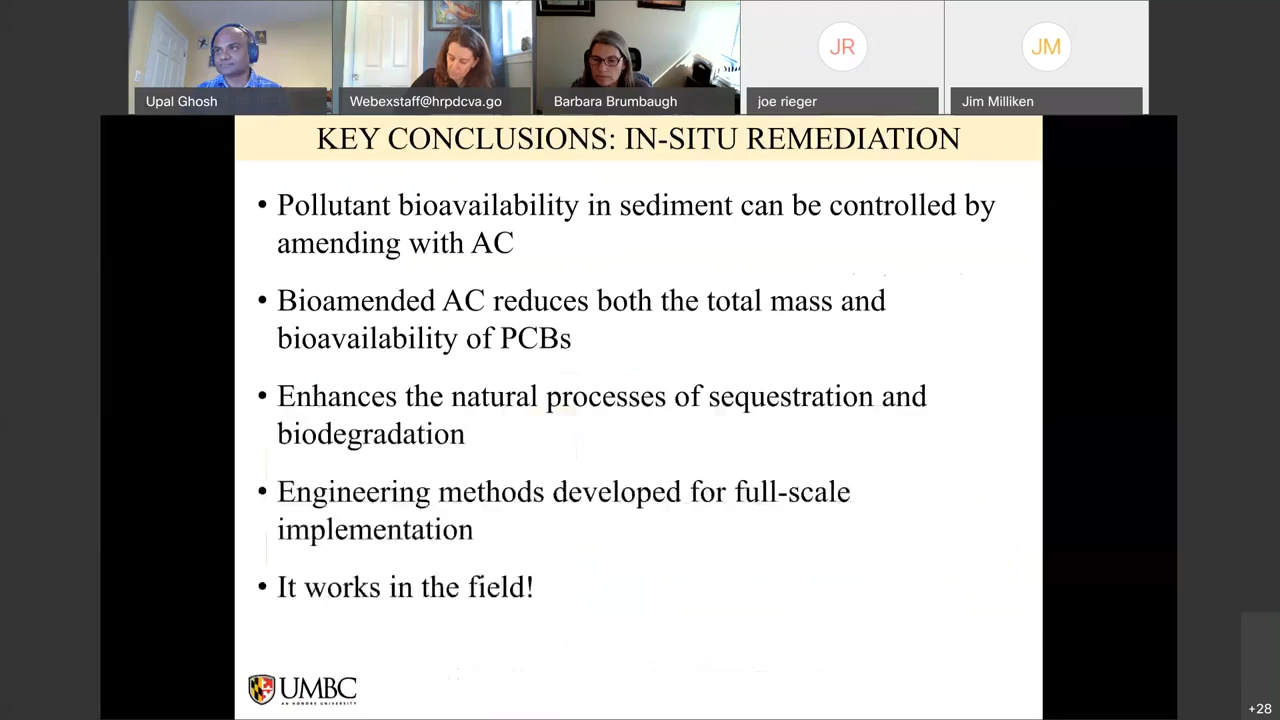 JR
JM
Upal Ghosh
Webexstaff@hrpdcva.go
Barbara Brumbaugh
joe rieger
Jim Milliken
KEY CONCLUSIONS: IN-SITU REMEDIATION
• Pollutant bioavailability in sediment can be controlled by
amending with AC
• Bioamended AC reduces both the total mass and
bioavailability of PCBs
• Enhances the natural processes of sequestration and
biodegradation
• Engineering methods developed for full-scale
implementation
• It works in the field!
UMBC
AN HONORS UNIVERSITY
+28